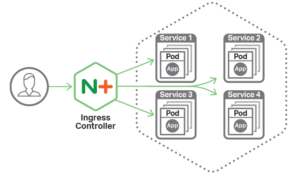 Service 1
Pod
App
Service 2
Pod
App
N+
Ingress
Controller
Service 3
Pod
App
Service 4
Pod
App